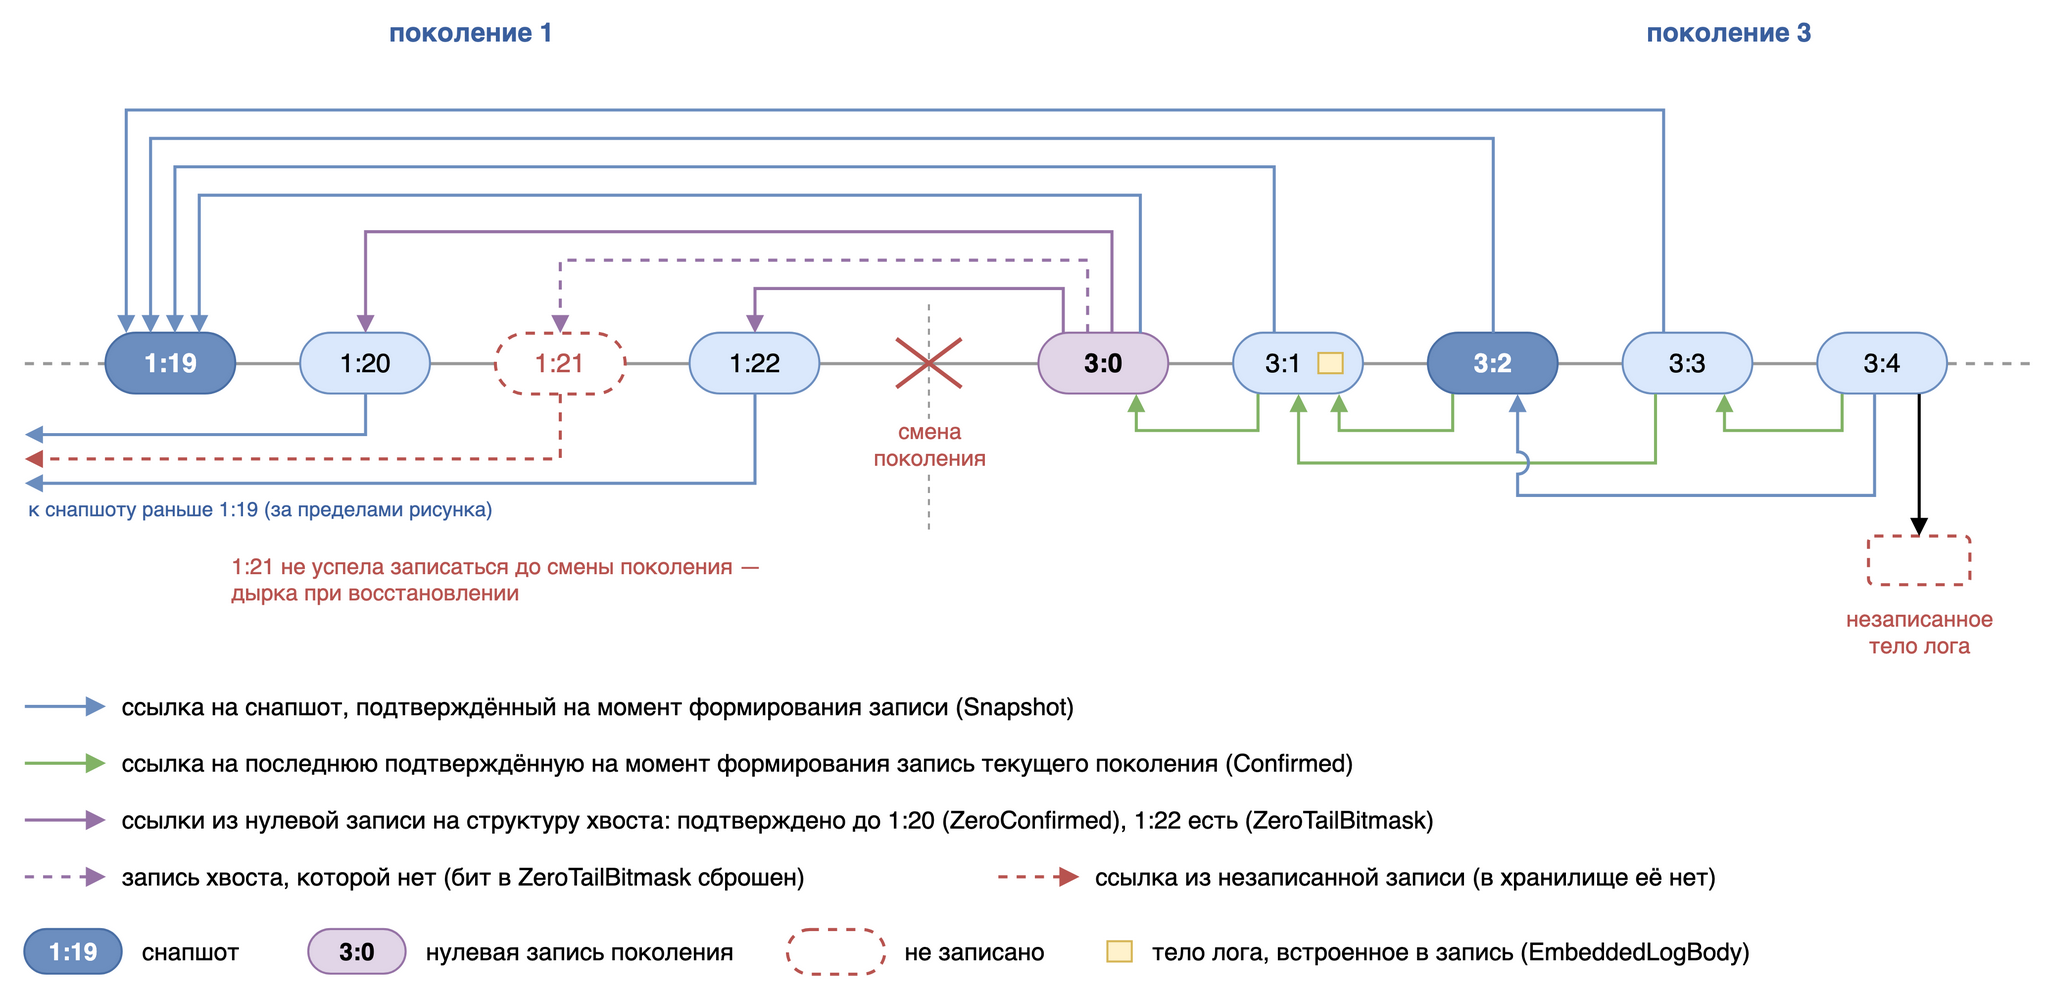 поколение 1
поколение 3
1:19
1:20
1:21
1:22
3:0
3:1
3:2
3:3
3:4
смена
поколения
к снапшоту раньше 1:19 (за пределами рисунка)
1:21 не успела записаться до смены поколения —
дырка при восстановлении
незаписанное
тело лога
ссылка на снапшот, подтверждённый на момент формирования записи (Snapshot)
ссылка на последнюю подтверждённую на момент формирования запись текущего поколения (Confirmed)
ссылки из нулевой записи на структуру хвоста: подтверждено до 1:20 (ZeroConfirmed), 1:22 есть (ZeroTailBitmask)
запись хвоста, которой нет (бит в ZeroTailBitmask сброшен)
ссылка из незаписанной записи (в хранилище её нет)
1:19
снапшот
3:0
нулевая запись поколения
не записано
тело лога, встроенное в запись (EmbeddedLogBody)